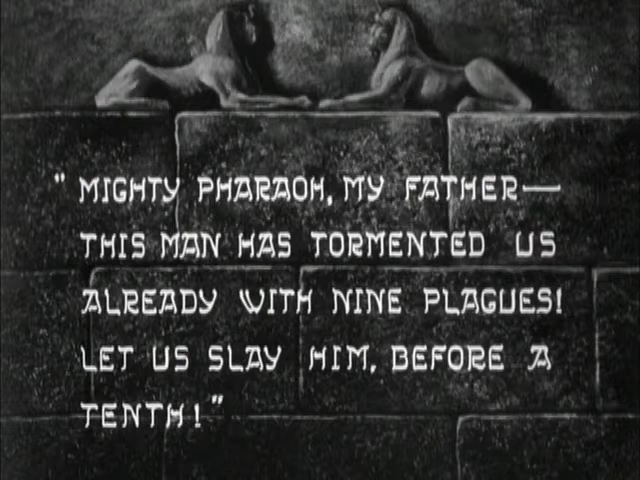 " MIGHTY PHARAOH, MY FATHER—
THIS MAN HAS TORMENTED US
ALREADY WITH NINE PLAGUES!
LET US SLAY HIM, BEFORE A
TENTH! "